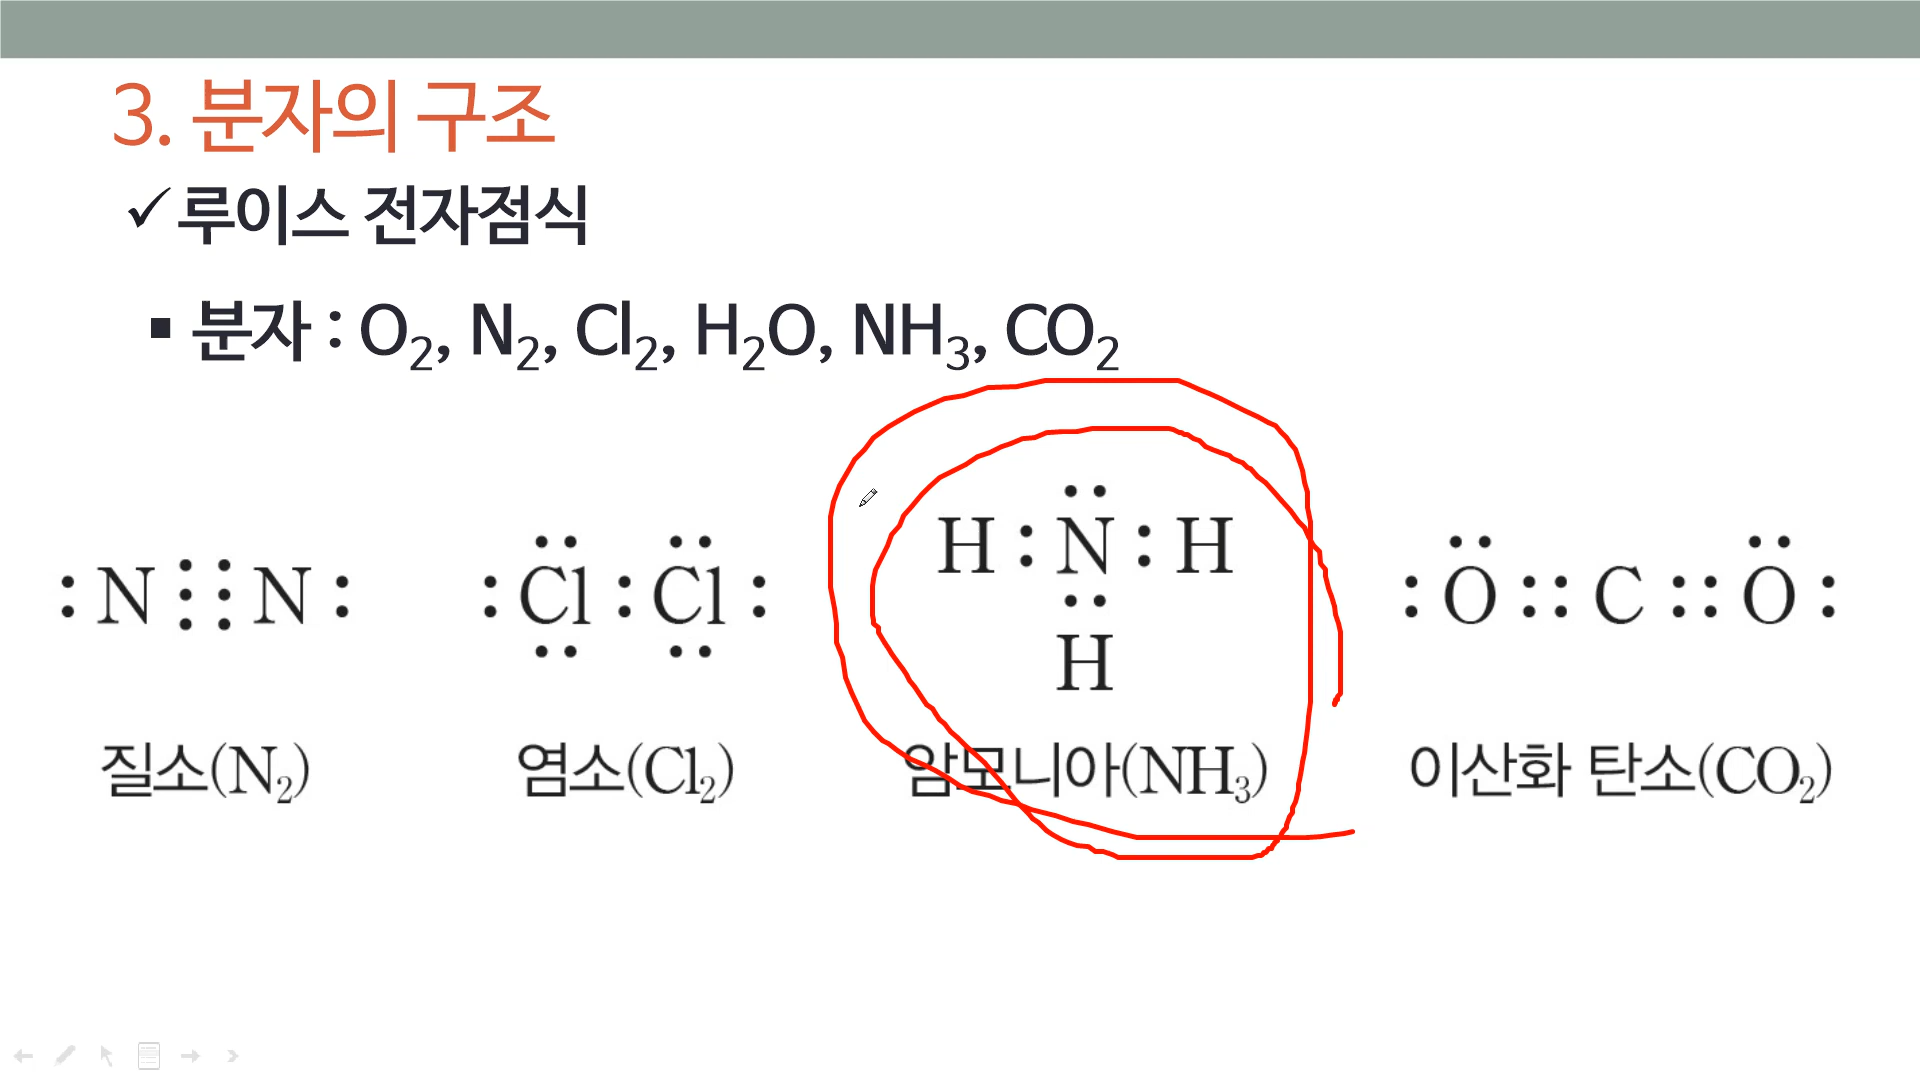 3. 분자의 구조
✓루이스 전자점식
▪ 분자 : O₂, N₂, Cl₂, H₂O, NH₃, CO₂
:N⋮⋮N:
:Cl:Cl:
H:N:H
H
:O::C::O:
질소(N₂)
염소(Cl₂)
암모니아(NH₃)
이산화 탄소(CO₂)